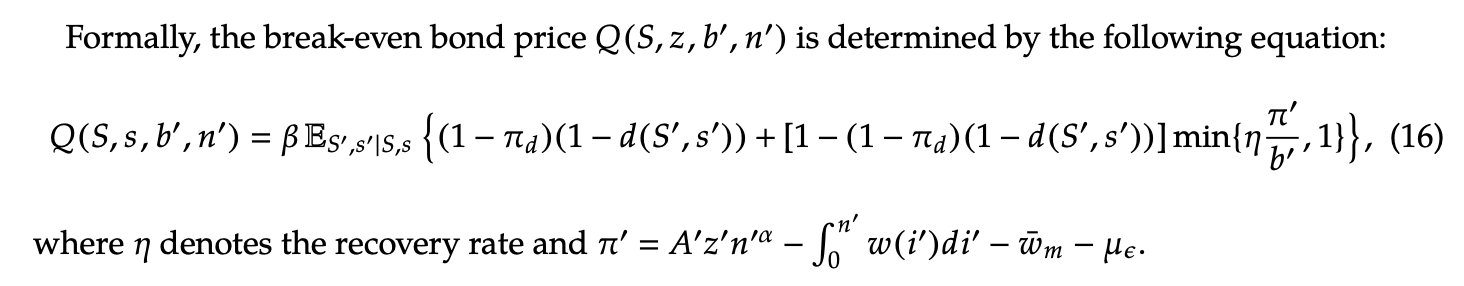 Formally, the break-even bond price Q(S, z, b′, n′) is determined by the following equation:
Q(S, s, b′, n′) = β 𝔼_{S′,s′|S,s} {(1 − π_d)(1 − d(S′, s′)) + [1 − (1 − π_d)(1 − d(S′, s′))] min{η π′/b′, 1}}, (16)
where η denotes the recovery rate and π′ = A′z′n′^α − ∫_0^{n′} w(i′)di′ − w̄_m − μ_ϵ.